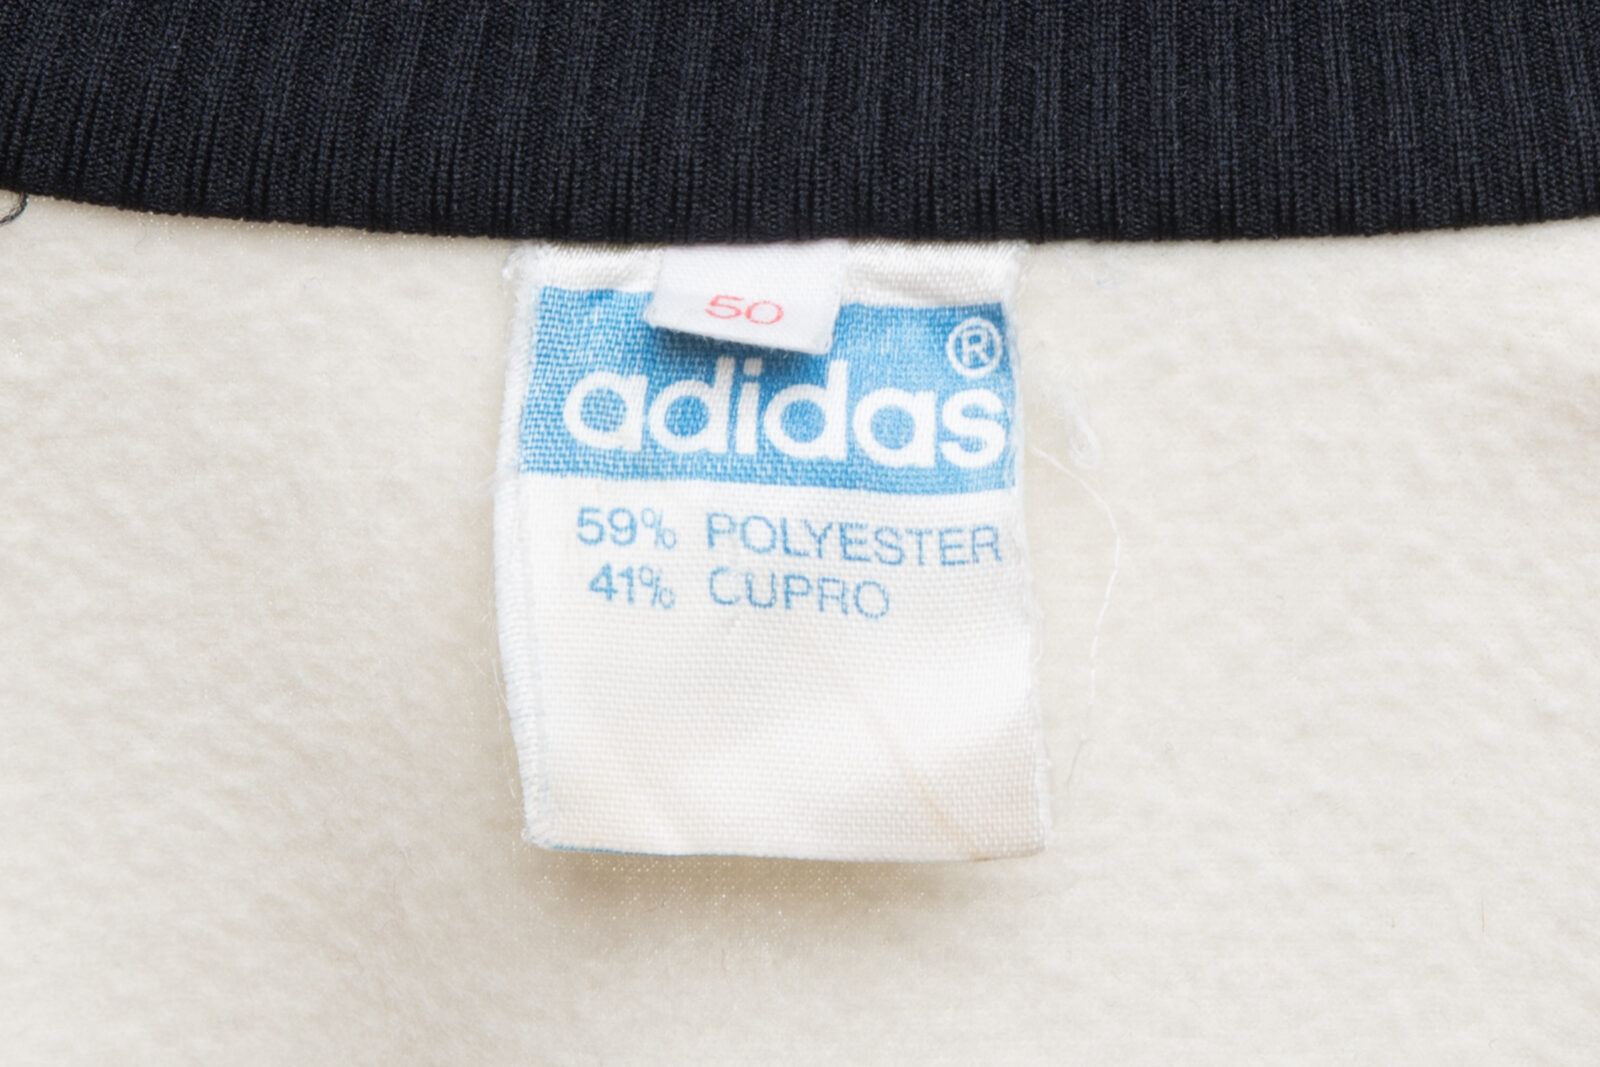 50
adidas®
59% POLYESTER
41% CUPRO